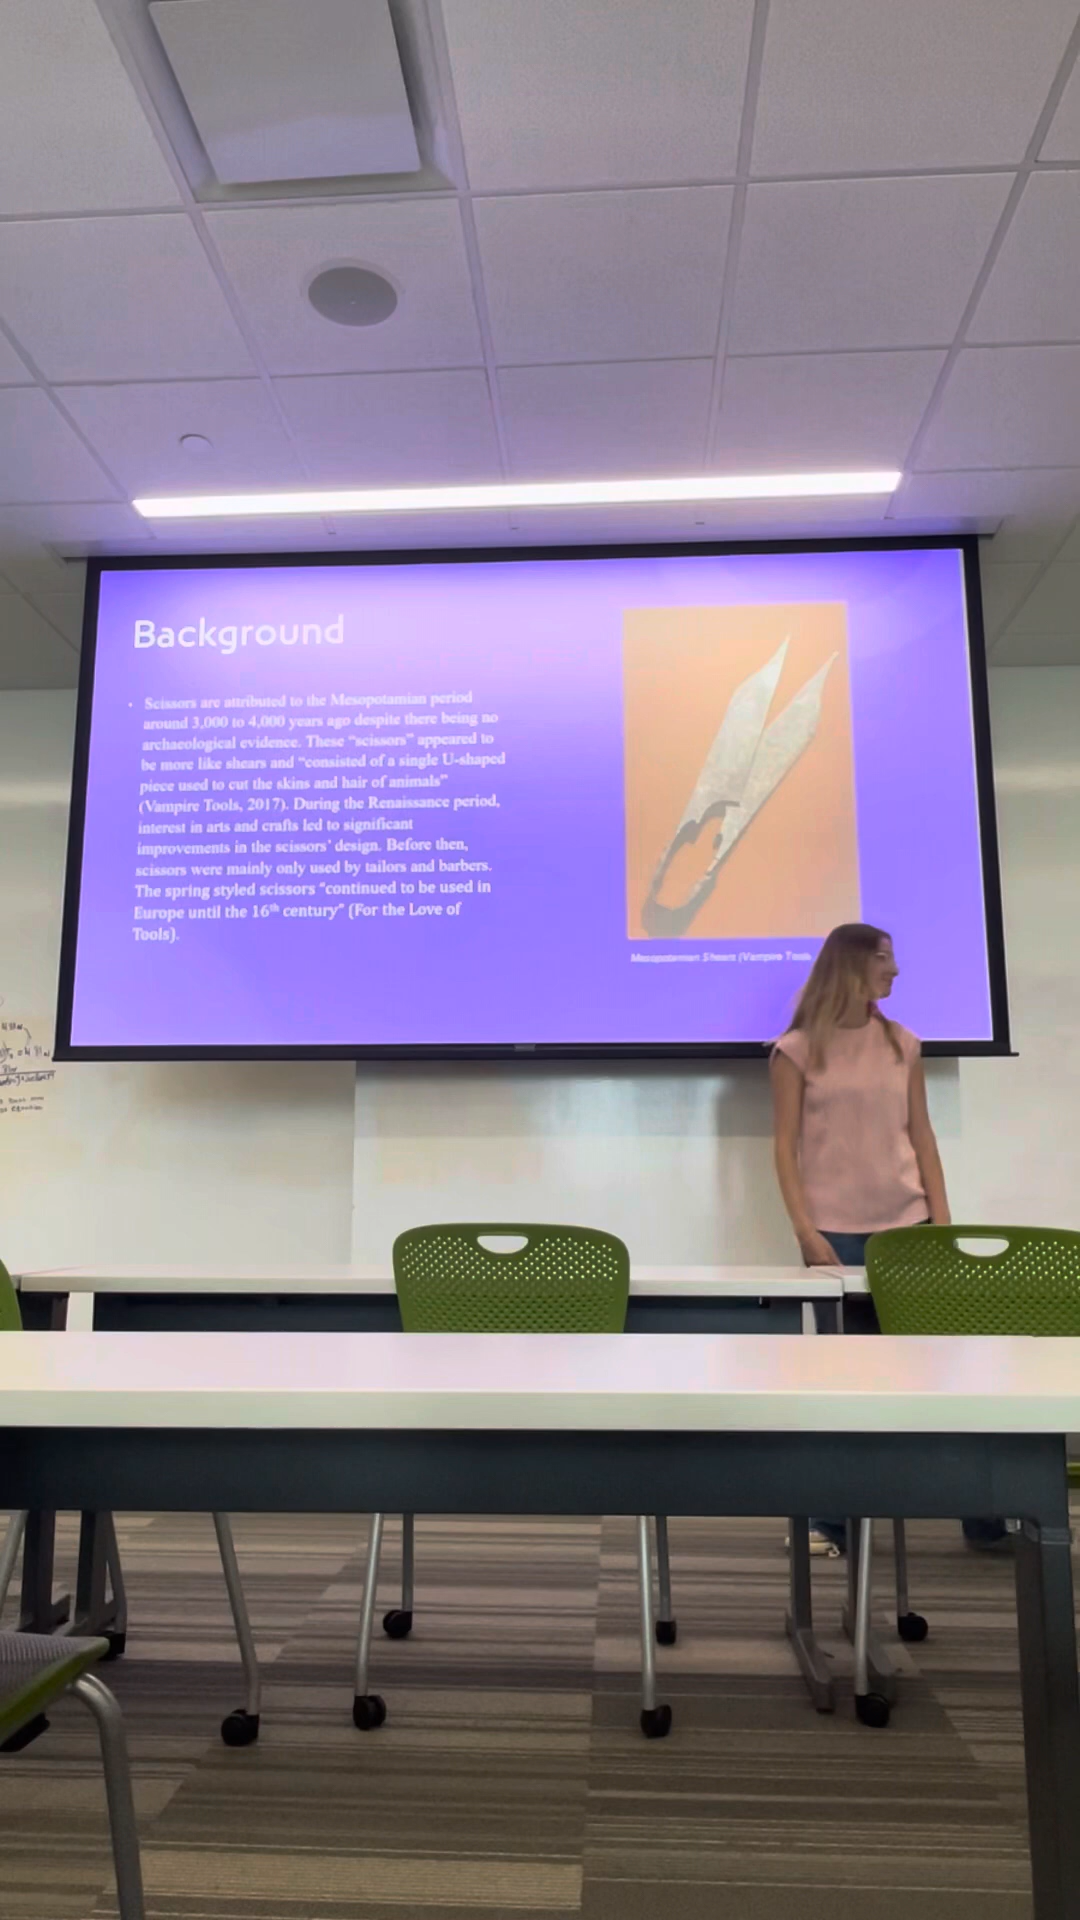 Background
• Scissors are attributed to the Mesopotamian period
around 3,000 to 4,000 years ago despite there being no
archaeological evidence. These “scissors” appeared to
be more like shears and “consisted of a single U-shaped
piece used to cut the skins and hair of animals”
(Vampire Tools, 2017). During the Renaissance period,
interest in arts and crafts led to significant
improvements in the scissors’ design. Before then,
scissors were mainly only used by tailors and barbers.
The spring styled scissors “continued to be used in
Europe until the 16th century” (For the Love of
Tools).
Mesopotamian Shears (Vampire Tools